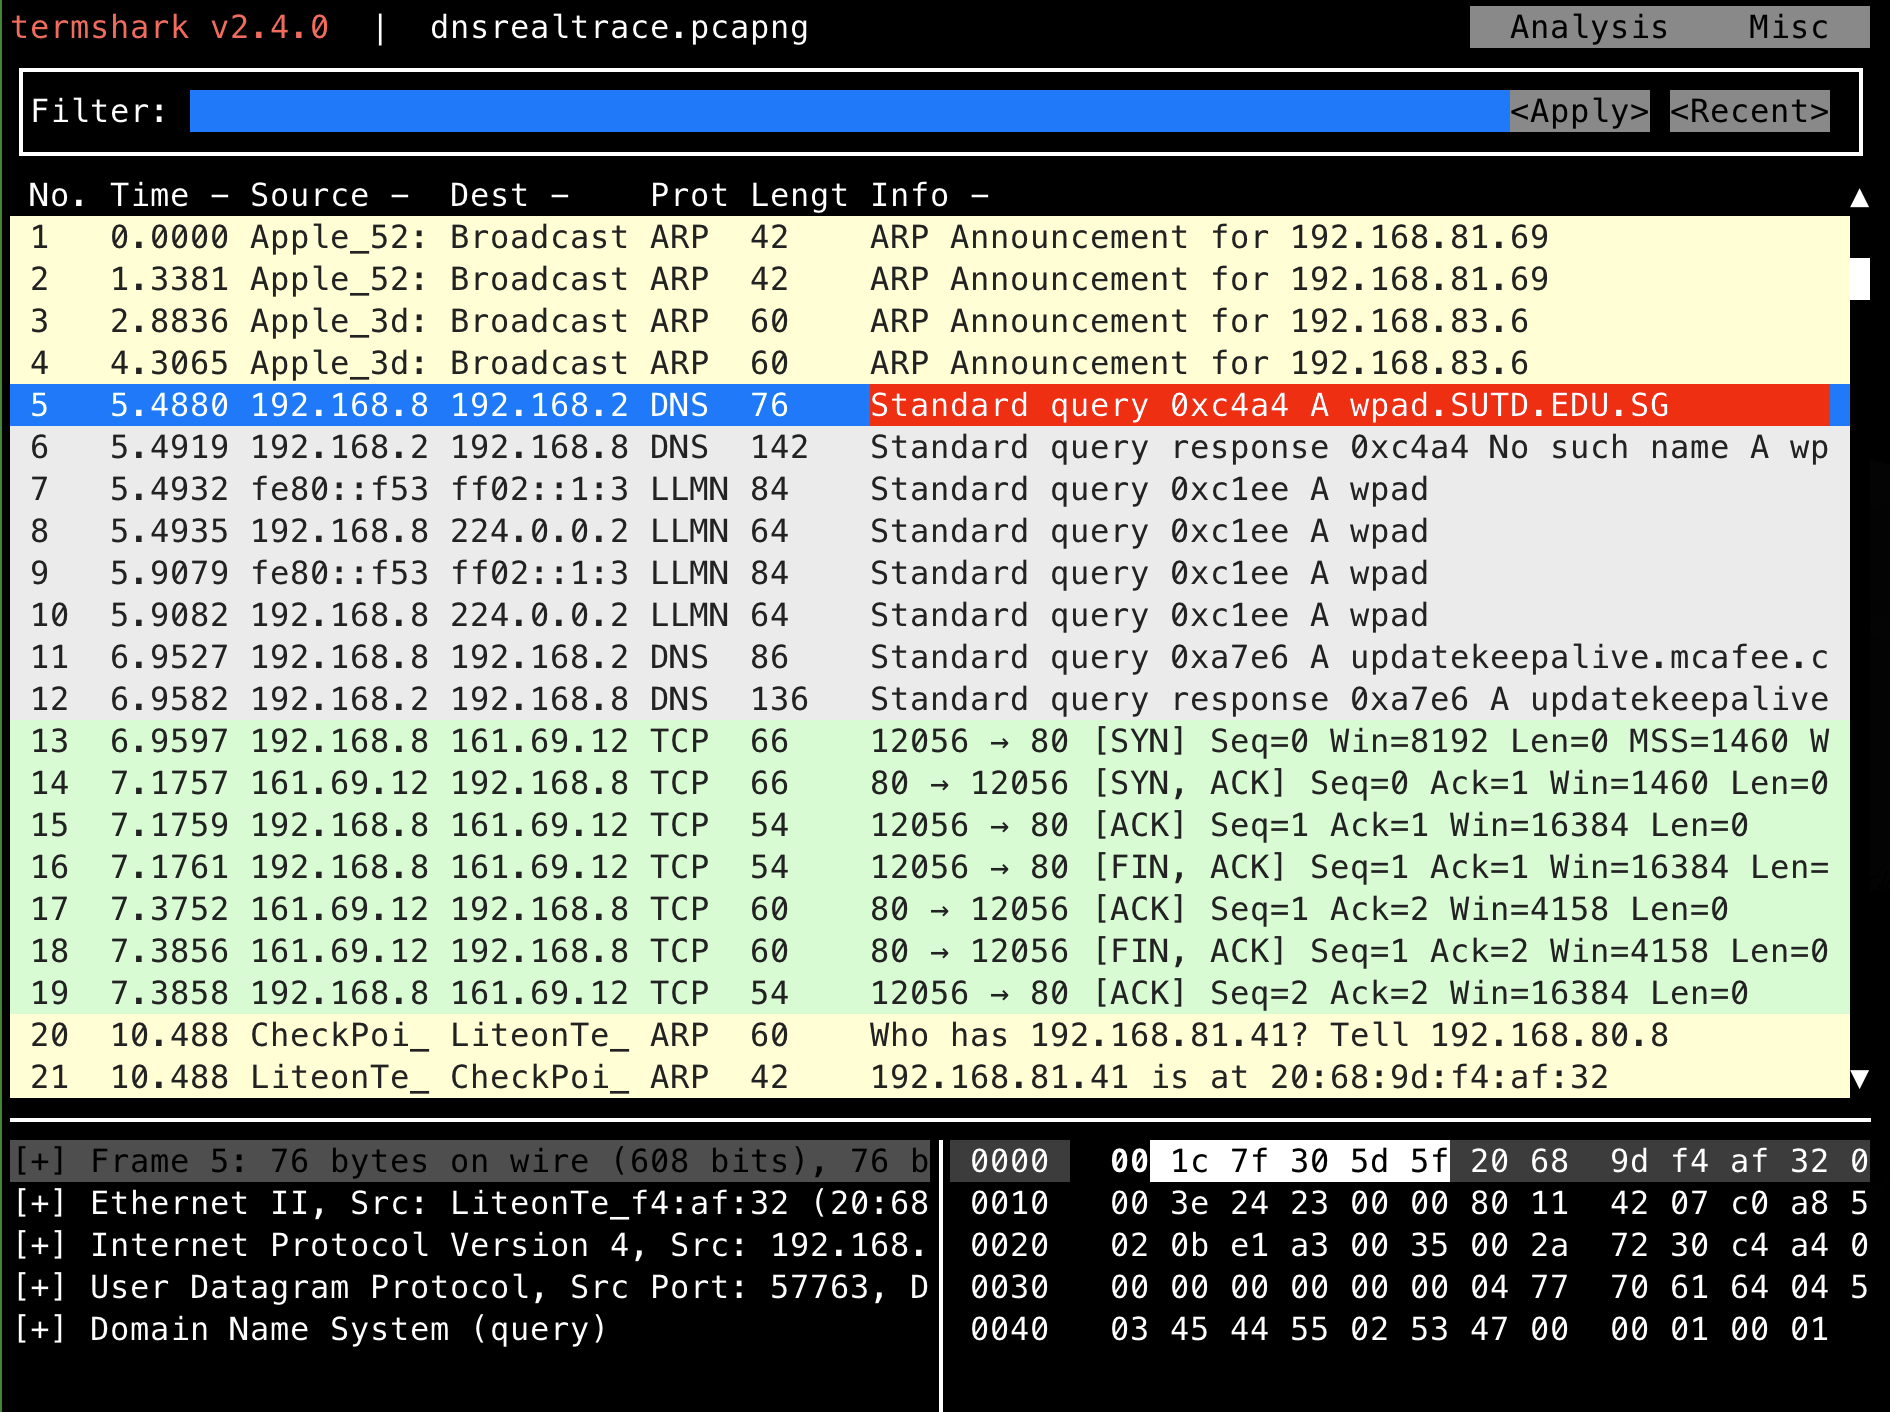 termshark v2.4.0 | dnsrealtrace.pcapng Analysis Misc
Filter: <Apply> <Recent>
No. Time – Source – Dest – Prot Lengt Info – ▲
1 0.0000 Apple_52: Broadcast ARP 42 ARP Announcement for 192.168.81.69
2 1.3381 Apple_52: Broadcast ARP 42 ARP Announcement for 192.168.81.69
3 2.8836 Apple_3d: Broadcast ARP 60 ARP Announcement for 192.168.83.6
4 4.3065 Apple_3d: Broadcast ARP 60 ARP Announcement for 192.168.83.6
5 5.4880 192.168.8 192.168.2 DNS 76 Standard query 0xc4a4 A wpad.SUTD.EDU.SG
6 5.4919 192.168.2 192.168.8 DNS 142 Standard query response 0xc4a4 No such name A wp
7 5.4932 fe80::f53 ff02::1:3 LLMN 84 Standard query 0xc1ee A wpad
8 5.4935 192.168.8 224.0.0.2 LLMN 64 Standard query 0xc1ee A wpad
9 5.9079 fe80::f53 ff02::1:3 LLMN 84 Standard query 0xc1ee A wpad
10 5.9082 192.168.8 224.0.0.2 LLMN 64 Standard query 0xc1ee A wpad
11 6.9527 192.168.8 192.168.2 DNS 86 Standard query 0xa7e6 A updatekeepalive.mcafee.c
12 6.9582 192.168.2 192.168.8 DNS 136 Standard query response 0xa7e6 A updatekeepalive
13 6.9597 192.168.8 161.69.12 TCP 66 12056 → 80 [SYN] Seq=0 Win=8192 Len=0 MSS=1460 W
14 7.1757 161.69.12 192.168.8 TCP 66 80 → 12056 [SYN, ACK] Seq=0 Ack=1 Win=1460 Len=0
15 7.1759 192.168.8 161.69.12 TCP 54 12056 → 80 [ACK] Seq=1 Ack=1 Win=16384 Len=0
16 7.1761 192.168.8 161.69.12 TCP 54 12056 → 80 [FIN, ACK] Seq=1 Ack=1 Win=16384 Len=
17 7.3752 161.69.12 192.168.8 TCP 60 80 → 12056 [ACK] Seq=1 Ack=2 Win=4158 Len=0
18 7.3856 161.69.12 192.168.8 TCP 60 80 → 12056 [FIN, ACK] Seq=1 Ack=2 Win=4158 Len=0
19 7.3858 192.168.8 161.69.12 TCP 54 12056 → 80 [ACK] Seq=2 Ack=2 Win=16384 Len=0
20 10.488 CheckPoi_ LiteonTe_ ARP 60 Who has 192.168.81.41? Tell 192.168.80.8
21 10.488 LiteonTe_ CheckPoi_ ARP 42 192.168.81.41 is at 20:68:9d:f4:af:32 ▼
[+] Frame 5: 76 bytes on wire (608 bits), 76 b
[+] Ethernet II, Src: LiteonTe_f4:af:32 (20:68
[+] Internet Protocol Version 4, Src: 192.168.
[+] User Datagram Protocol, Src Port: 57763, D
[+] Domain Name System (query)
0000 00 1c 7f 30 5d 5f 20 68 9d f4 af 32 0
0010 00 3e 24 23 00 00 80 11 42 07 c0 a8 5
0020 02 0b e1 a3 00 35 00 2a 72 30 c4 a4 0
0030 00 00 00 00 00 00 04 77 70 61 64 04 5
0040 03 45 44 55 02 53 47 00 00 01 00 01